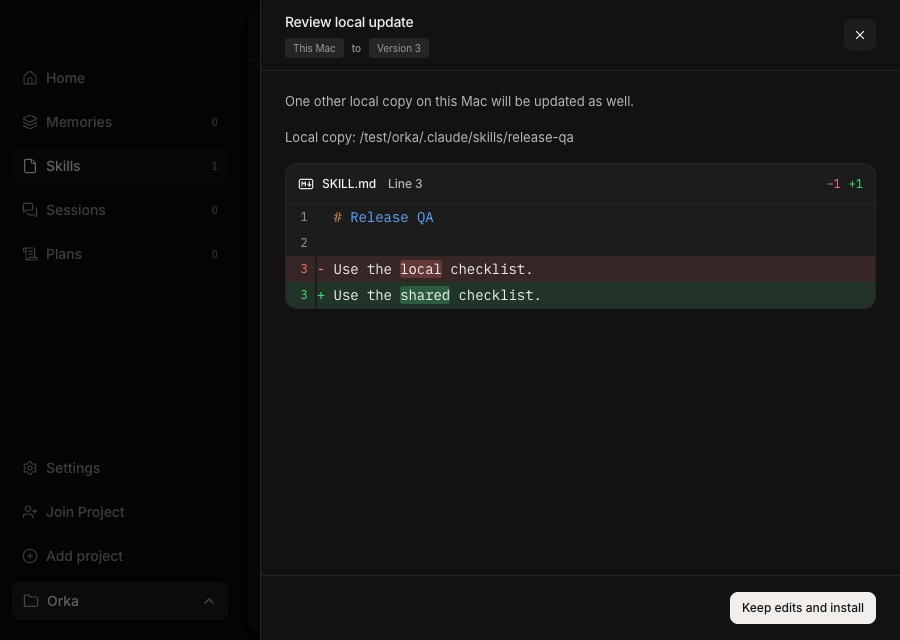 Review local update
This Mac to Version 3
Home
Memories 0
Skills 1
Sessions 0
Plans 0
Settings
Join Project
Add project
Orka
One other local copy on this Mac will be updated as well.
Local copy: /test/orka/.claude/skills/release-qa
SKILL.md Line 3 −1 +1
1 # Release QA
2
3 - Use the local checklist.
3 + Use the shared checklist.
Keep edits and install